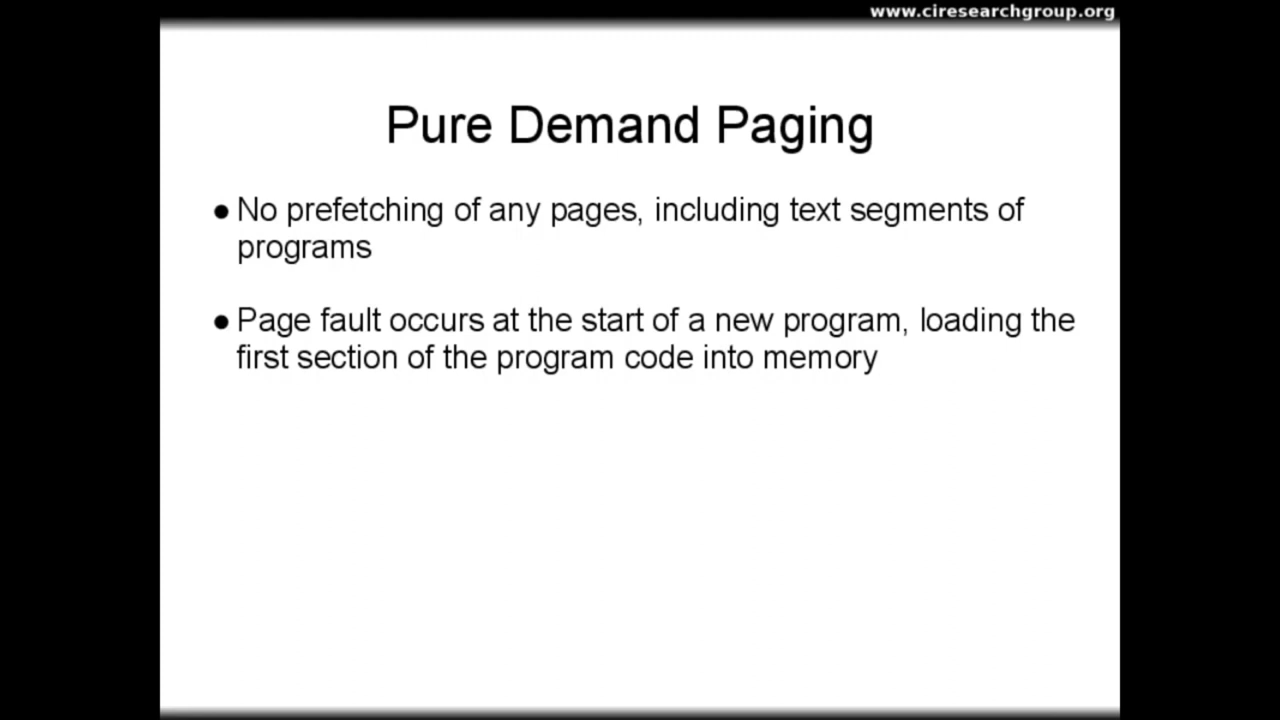 www.ciresearchgroup.org
Pure Demand Paging
● No prefetching of any pages, including text segments of
programs
● Page fault occurs at the start of a new program, loading the
first section of the program code into memory